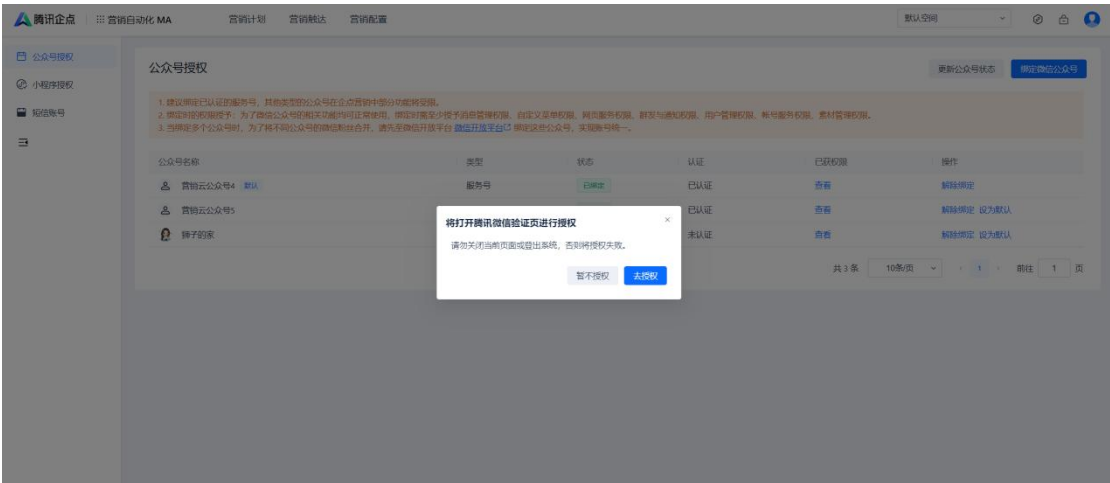 腾讯企点 营销自动化 MA 营销计划 营销触达 营销配置 默认空间
公众号授权
小程序授权
短信账号
公众号授权 更新公众号状态 绑定微信公众号
1. 建议绑定已认证的服务号，其他类型的公众号在企点营销中部分功能将受限。
2. 绑定时的权限授予：为了微信公众号的相关功能均可正常使用，绑定时需至少授予消息管理权限、自定义菜单权限、网页服务权限、群发与通知权限、用户管理权限、帐号服务权限、素材管理权限。
3. 当绑定多个公众号时，为了将不同公众号的微信粉丝合并，请先至微信开放平台 微信开放平台 绑定这些公众号，实现账号统一。
公众号名称 类型 状态 认证 已获权限 操作
营销云公众号4 默认 服务号 已绑定 已认证 查看 解除绑定
营销云公众号5 已认证 查看 解除绑定 设为默认
狮子的家 未认证 查看 解除绑定 设为默认
共 3 条 10条/页 1 前往 1 页
将打开腾讯微信验证页进行授权
请勿关闭当前页面或登出系统，否则将授权失败。
暂不授权 去授权